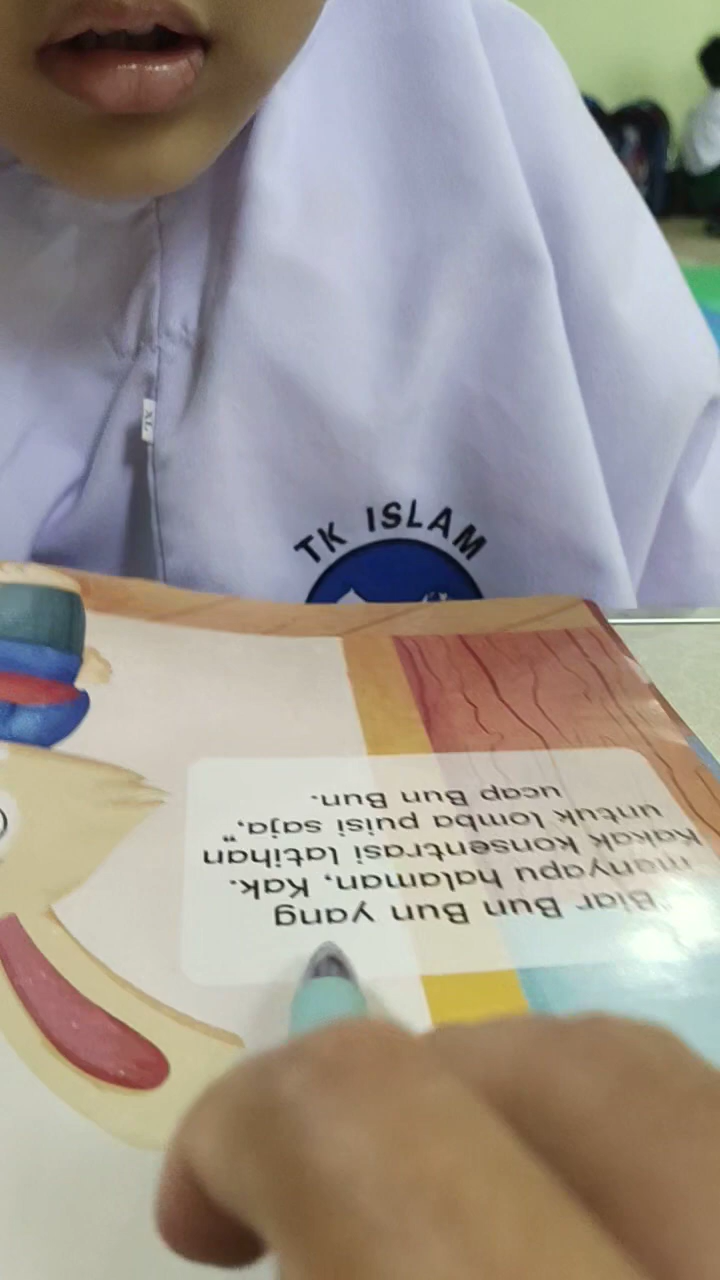 XL
TK ISLAM
"Biar Bun Bun yang
menyapu halaman, Kak.
Kakak konsentrasi latihan
untuk lomba puisi saja,"
ucap Bun Bun.